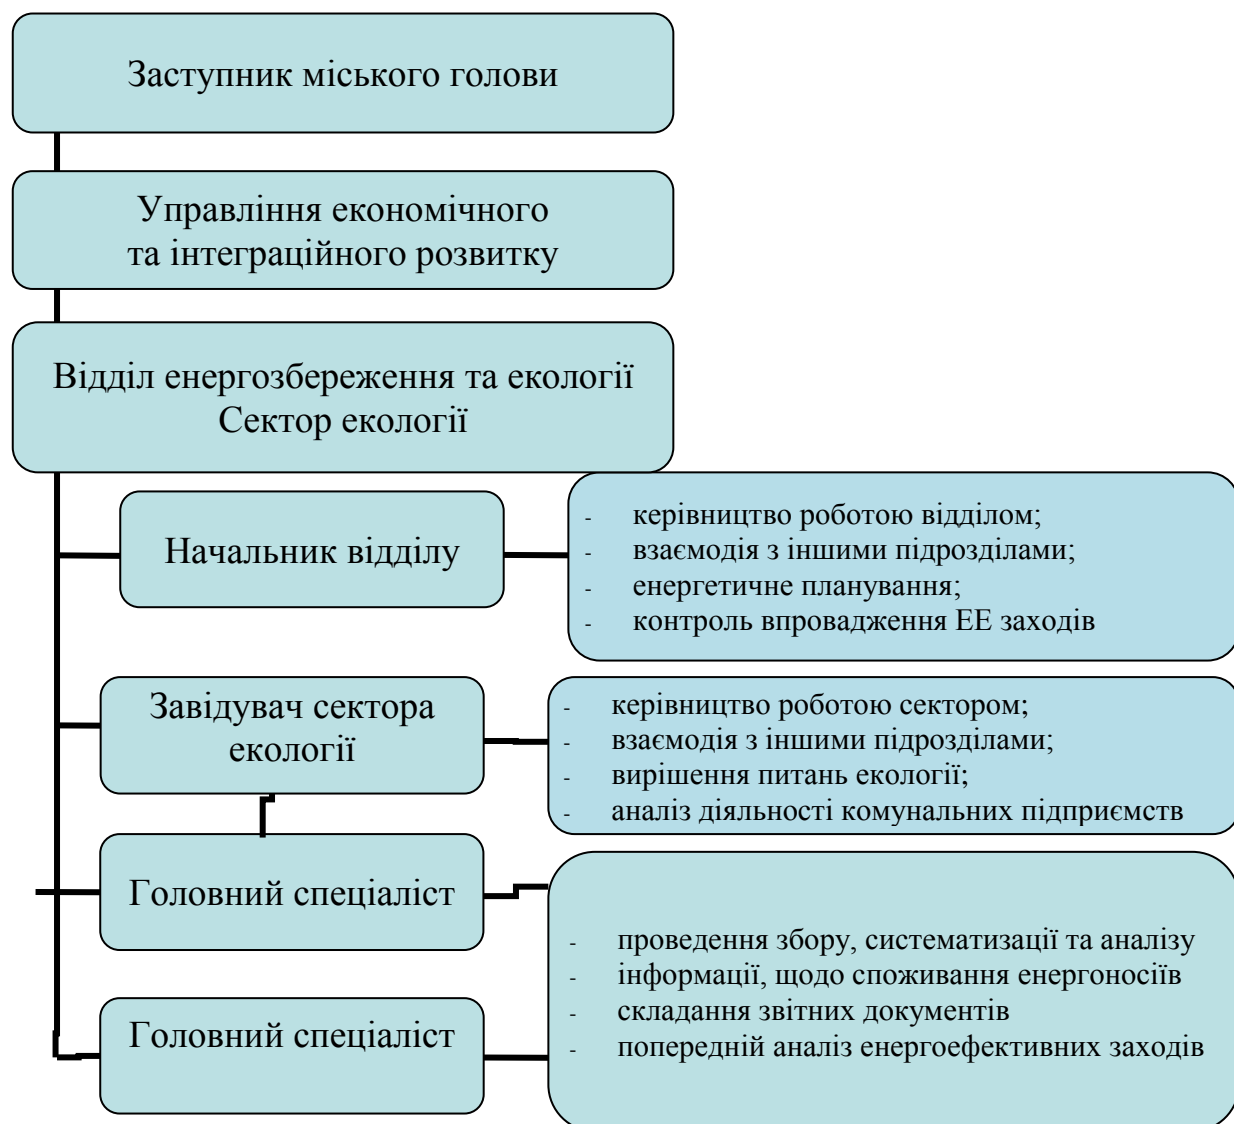 Заступник міського голови
Управління економічного
та інтеграційного розвитку
Відділ енергозбереження та екології
Сектор екології
Начальник відділу
- керівництво роботою відділом;
- взаємодія з іншими підрозділами;
- енергетичне планування;
- контроль впровадження ЕЕ заходів
Завідувач сектора
екології
- керівництво роботою сектором;
- взаємодія з іншими підрозділами;
- вирішення питань екології;
- аналіз діяльності комунальних підприємств
Головний спеціаліст
Головний спеціаліст
- проведення збору, систематизації та аналізу
- інформації, щодо споживання енергоносіїв
- складання звітних документів
- попередній аналіз енергоефективних заходів